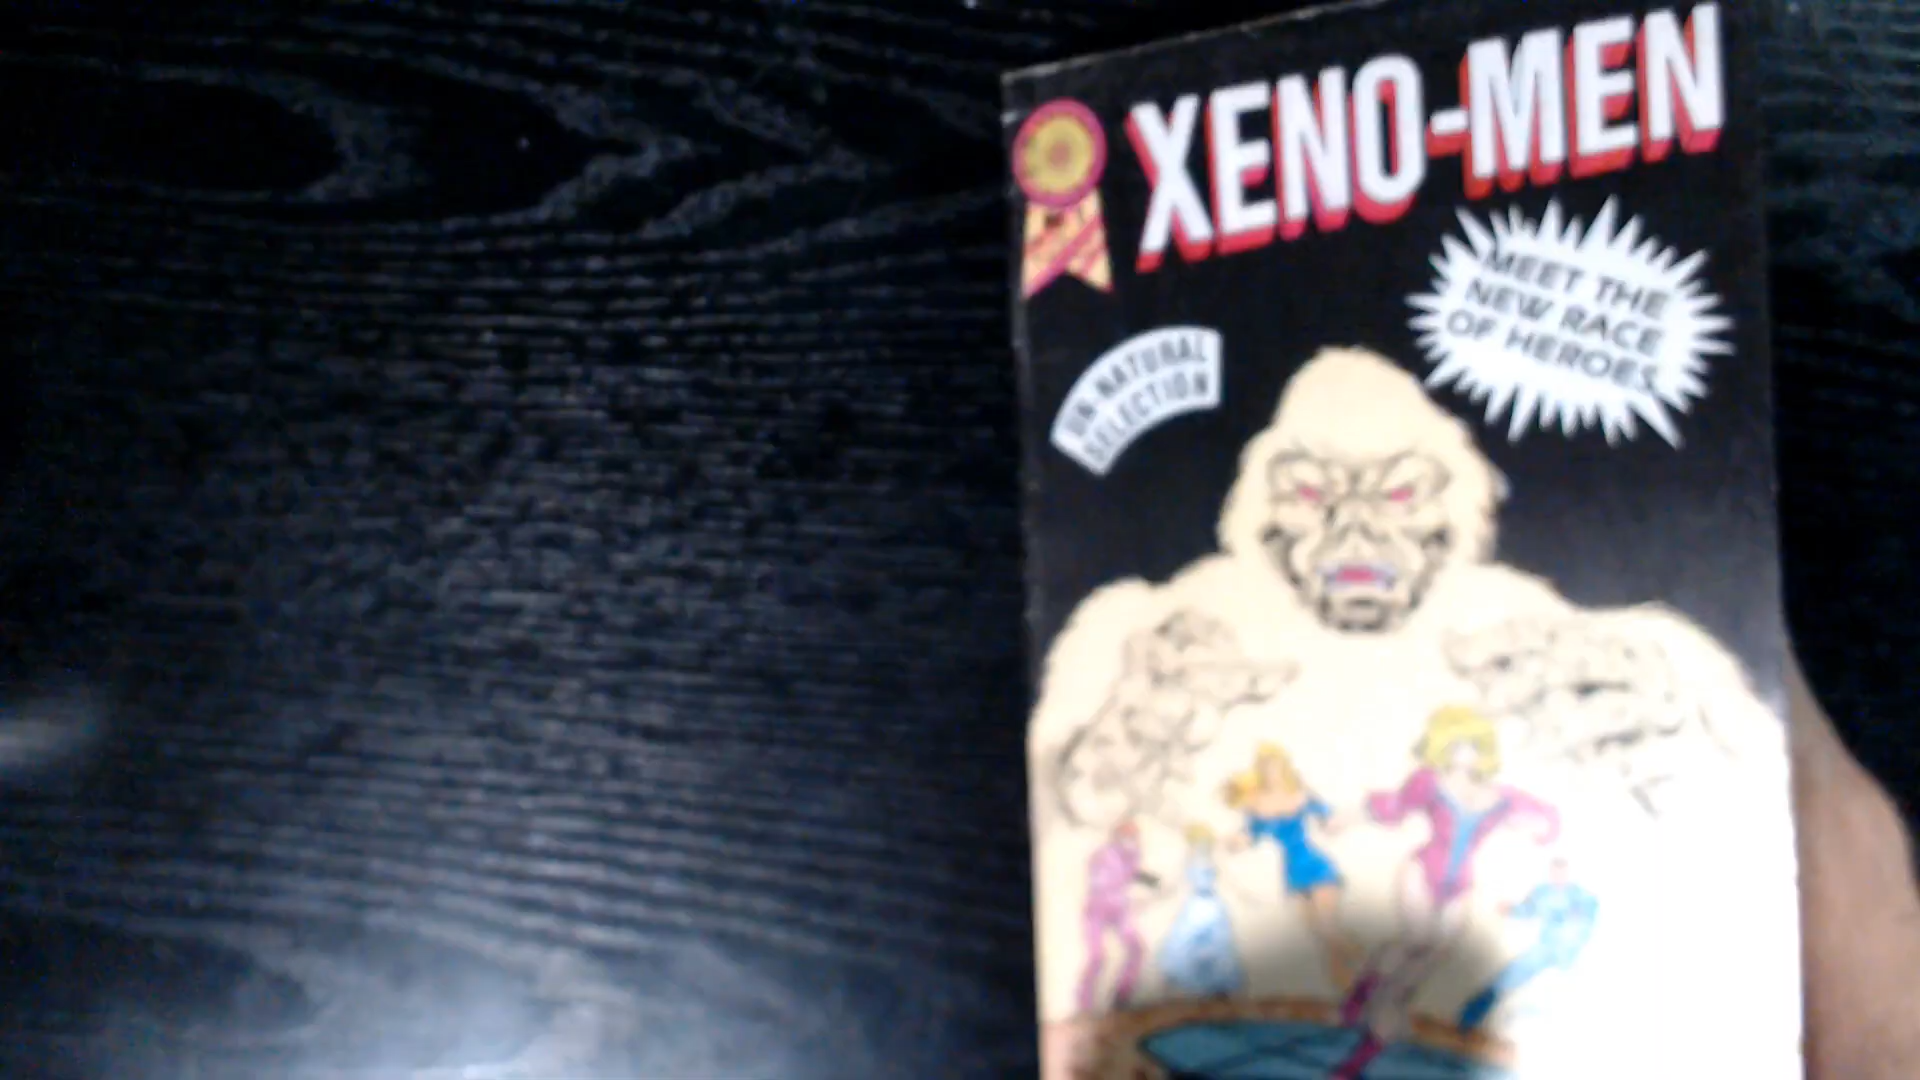 XENO-MEN
MEET THE
NEW RACE
OF HEROES
UN-NATURAL
SELECTION